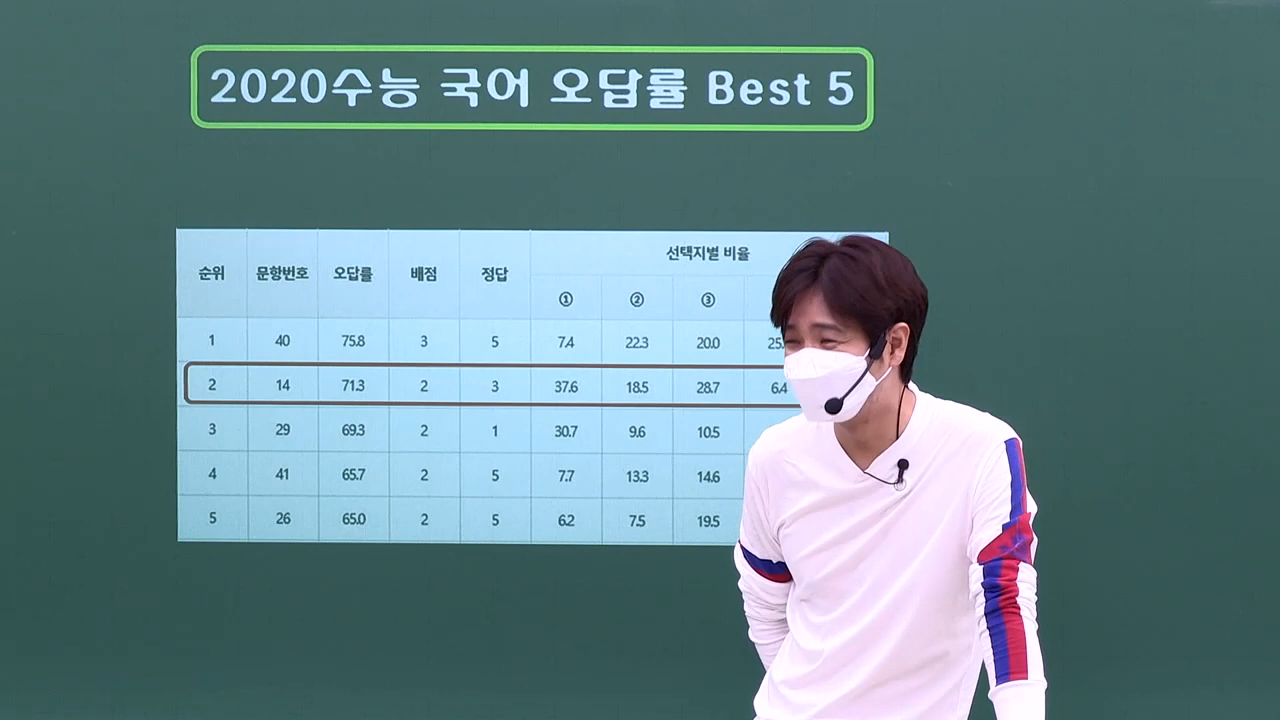 2020수능 국어 오답률 Best 5
순위 문항번호 오답률 배점 정답 선택지별 비율
① ② ③
1 40 75.8 3 5 7.4 22.3 20.0 25.
2 14 71.3 2 3 37.6 18.5 28.7 6.4
3 29 69.3 2 1 30.7 9.6 10.5
4 41 65.7 2 5 7.7 13.3 14.6
5 26 65.0 2 5 6.2 7.5 19.5